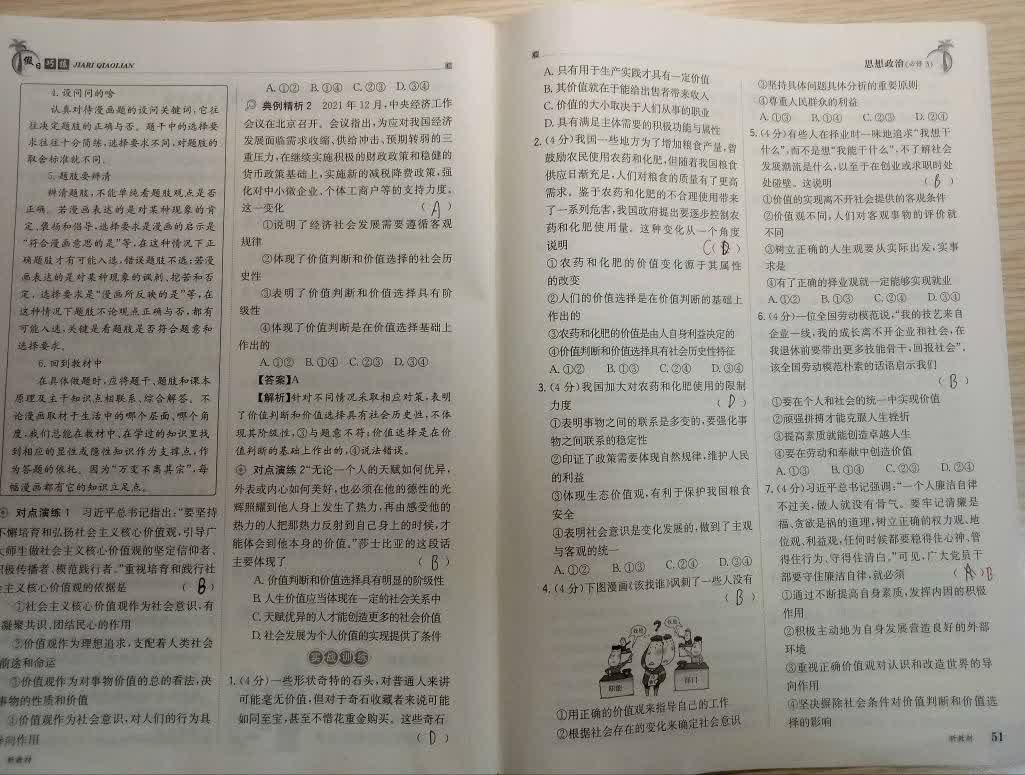 假日巧练 JIARI QIAOLIAN
4. 设问问的啥
认真对待漫画题的设问关键词,它往
往决定题肢的正确与否。题干中的选择要
求往往十分简练,选择要求不同,对题肢的
取舍标准就不同。
5. 题肢要辨清
辨清题肢,不能单纯看题肢观点是否
正确。若漫画表达的是对某种现象的肯
定、褒扬和倡导,选择要求是漫画的启示是
“符合漫画意思的是”等,在这种情况下正
确题肢才有可能入选,错误题肢不选;若漫
画表达的是对某种现象的讽刺、挖苦和否
定,选择要求是“漫画所反映的是”等,在
这种情况下题肢不论观点正确与否,都有
可能入选,关键是看题肢是否符合题意和
选择要求。
6. 回到教材中
在具体做题时,应将题干、题肢和课本
原理及主干知识点相联系,综合解答。不
论漫画取材于生活中的哪个层面、哪个角
度,我们总能在教材中、在学过的知识里找
到相应的显性或隐性知识作为支撑点,作
为答题的依托。因为“万变不离其宗”,每
幅漫画都有它的知识立足点。
对点演练 1 习近平总书记指出:“要坚持
不懈培育和弘扬社会主义核心价值观,引导广
大师生做社会主义核心价值观的坚定信仰者、
积极传播者、模范践行者。”重视培育和践行社
会主义核心价值观的依据是 ( B )
①社会主义核心价值观作为社会意识,有
凝聚共识、团结民心的作用
②价值观作为理想追求,支配着人类社会
前途和命运
③价值观作为对事物价值的总的看法,决
事物的性质和价值
④价值观作为社会意识,对人们的行为具
导向作用
新教材
A. ①② B. ①④ C. ②③ D. ③④
典例精析 2 2021 年 12 月,中央经济工作
会议在北京召开。会议指出,为应对我国经济
发展面临需求收缩、供给冲击、预期转弱的三
重压力,在继续实施积极的财政政策和稳健的
货币政策基础上,实施新的减税降费政策,强
化对中小微企业、个体工商户等的支持力度。
这一变化 ( A )
①说明了经济社会发展需要遵循客观
规律
②体现了价值判断和价值选择的社会历
史性
③表明了价值判断和价值选择具有阶
级性
④体现了价值判断是在价值选择基础上
作出的
A. ①② B. ①④ C. ②③ D. ③④
【答案】A
【解析】针对不同情况采取相应对策,表明
了价值判断和价值选择具有社会历史性,不体
现其阶级性,③与题意不符;价值选择是在价
值判断的基础上作出的,④说法错误。
对点演练 2 “无论一个人的天赋如何优异,
外表或内心如何美好,也必须在他的德性的光
辉照耀到他人身上发生了热力,再由感受他的
热力的人把那热力反射到自己身上的时候,才
能体会到他本身的价值。”莎士比亚的这段话
主要体现了 ( B )
A. 价值判断和价值选择具有明显的阶级性
B. 人生价值应当体现在一定的社会关系中
C. 天赋优异的人才能创造更多的社会价值
D. 社会发展为个人价值的实现提供了条件
实战训练
1. (4 分)一些形状奇特的石头,对普通人来讲
可能毫无价值,但对于奇石收藏者来说可能
如同至宝,甚至不惜花重金购买。这些奇石
( D )
思想政治(必修 3)
A. 只有用于生产实践才具有一定价值
B. 其价值就在于能给出售者带来收入
C. 价值的大小取决于人们从事的职业
D. 具有满足主体需要的积极功能与属性
2. (4 分)我国一些地方为了增加粮食产量,曾
鼓励农民使用农药和化肥,但随着我国粮食
供应日渐充足,人们对粮食的质量有了更高
需求。鉴于农药和化肥的不合理使用带来
了一系列危害,我国政府提出要逐步控制农
药和化肥使用量。这种变化从一个角度
说明 C( D )
①农药和化肥的价值变化源于其属性
的改变
②人们的价值选择是在价值判断的基础上
作出的
③农药和化肥的价值是由人自身利益决定的
④价值判断和价值选择具有社会历史性特征
A. ①② B. ①③ C. ②④ D. ③④
3. (4 分)我国加大对农药和化肥使用的限制
力度 ( D )
①表明事物之间的联系是多变的,要强化事
物之间联系的稳定性
②印证了政策需要体现自然规律,维护人民
的利益
③体现生态价值观,有利于保护我国粮食
安全
④表明社会意识是变化发展的,做到了主观
与客观的统一
A. ①② B. ①③ C. ②④ D. ③④
4. (4 分)下图漫画《该找谁》讽刺了一些人没有
( B )
找他 ? 找他
职能 部门
①用正确的价值观来指导自己的工作
②根据社会存在的变化来确定社会意识
③坚持具体问题具体分析的重要原则
④尊重人民群众的利益
A. ①③ B. ①④ C. ②③ D. ②④
5. (4 分)有些人在择业时一味地追求“我想干
什么”,而不是想“我能干什么”,不了解社会
发展潮流是什么,以至于在创业或求职时处
处碰壁。这说明 ( B )
①价值的实现离不开社会提供的客观条件
②价值观不同,人们对客观事物的评价就
不同
③树立正确的人生观要从实际出发,实事
求是
④有了正确的择业观就一定能够实现就业
A. ①② B. ①③ C. ②④ D. ③④
6. (4 分)一位全国劳动模范说,“我的技艺来自
企业一线,我的成长离不开企业和社会,在
我退休前要带出更多技能骨干,回报社会”。
该全国劳动模范朴素的话语启示我们
( B )
①要在个人和社会的统一中实现价值
②顽强拼搏才能克服人生挫折
③提高素质就能创造卓越人生
④要在劳动和奉献中创造价值
A. ①③ B. ①④ C. ②③ D. ②④
7. (4 分)习近平总书记强调:“一个人廉洁自律
不过关,做人就没有骨气。要牢记清廉是
福、贪欲是祸的道理,树立正确的权力观、地
位观、利益观,任何时候都要稳得住心神、管
得住行为、守得住清白。”可见,广大党员干
部要守住廉洁自律,就必须 ( A )B
①通过不断提高自身素质,发挥内因的积极
作用
②积极主动地为自身发展营造良好的外部
环境
③重视正确价值观对认识和改造世界的导
向作用
④坚决摒除社会条件对价值判断和价值选
择的影响
新教材 51